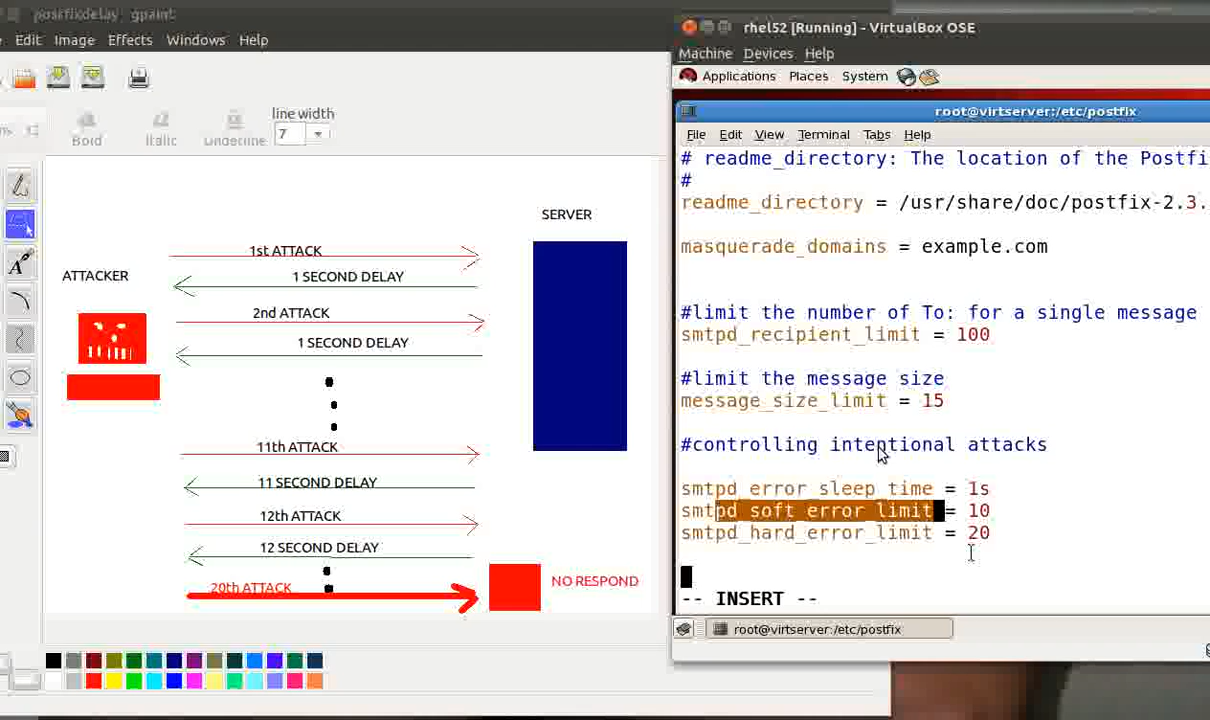 posrfixdelay gpaint
Edit Image Effects Windows Help
line width
Bold Italic Underline 7
SERVER
1st ATTACK
ATTACKER
1 SECOND DELAY
2nd ATTACK
1 SECOND DELAY
11th ATTACK
11 SECOND DELAY
12th ATTACK
12 SECOND DELAY
20th ATTACK
NO RESPOND
rhel52 [Running] - VirtualBox OSE
Machine Devices Help
Applications Places System
root@virtserver:/etc/postfix
File Edit View Terminal Tabs Help
# readme_directory: The location of the Postfi
#
readme_directory = /usr/share/doc/postfix-2.3.
masquerade_domains = example.com
#limit the number of To: for a single message
smtpd_recipient_limit = 100
#limit the message size
message_size_limit = 15
#controlling intentional attacks
smtpd_error_sleep_time = 1s
smtpd_soft_error_limit = 10
smtpd_hard_error_limit = 20
-- INSERT --
root@virtserver:/etc/postfix